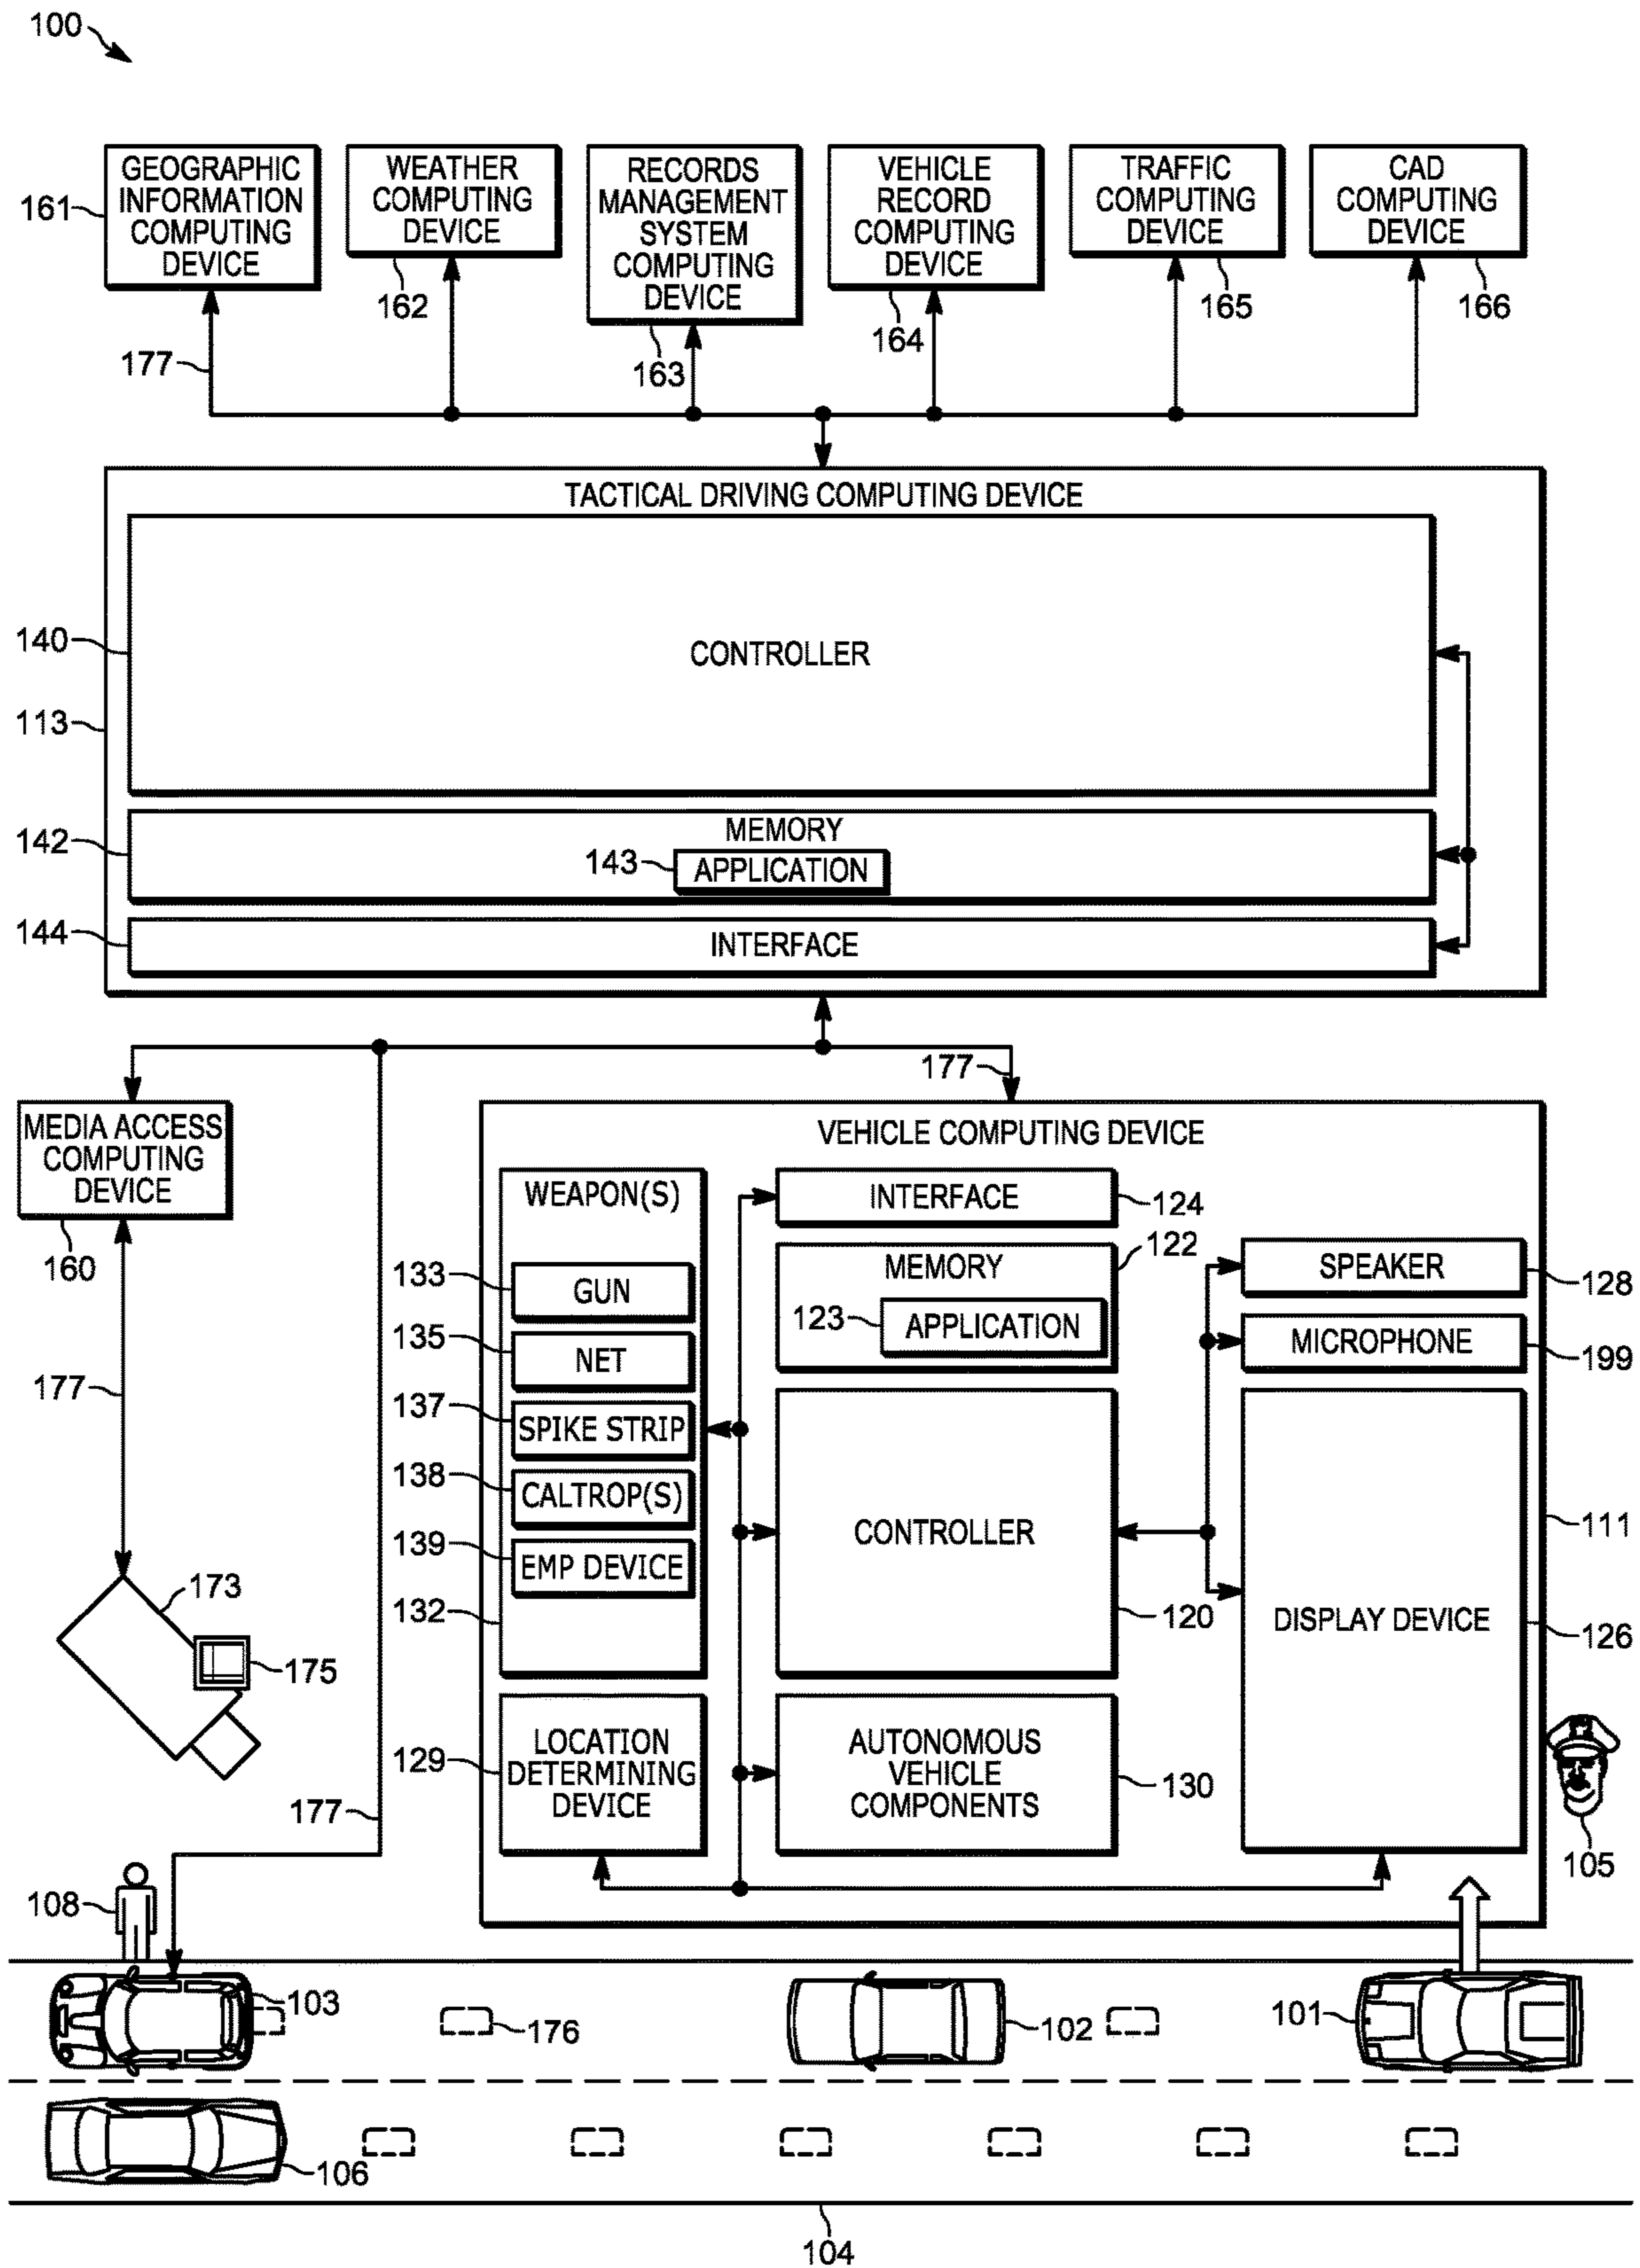 100
GEOGRAPHIC
INFORMATION
COMPUTING
DEVICE
161
WEATHER
COMPUTING
DEVICE
162
RECORDS
MANAGEMENT
SYSTEM
COMPUTING
DEVICE
163
VEHICLE
RECORD
COMPUTING
DEVICE
164
TRAFFIC
COMPUTING
DEVICE
165
CAD
COMPUTING
DEVICE
166
177
TACTICAL DRIVING COMPUTING DEVICE
140
CONTROLLER
113
142
MEMORY
143
APPLICATION
144
INTERFACE
177
MEDIA ACCESS
COMPUTING
DEVICE
160
177
173
175
177
VEHICLE COMPUTING DEVICE
WEAPON(S)
133
GUN
135
NET
137
SPIKE STRIP
138
CALTROP(S)
139
EMP DEVICE
132
129
LOCATION
DETERMINING
DEVICE
INTERFACE
124
MEMORY
122
123
APPLICATION
CONTROLLER
120
AUTONOMOUS
VEHICLE
COMPONENTS
130
SPEAKER
128
MICROPHONE
199
111
DISPLAY DEVICE
126
105
108
103
176
102
101
106
104